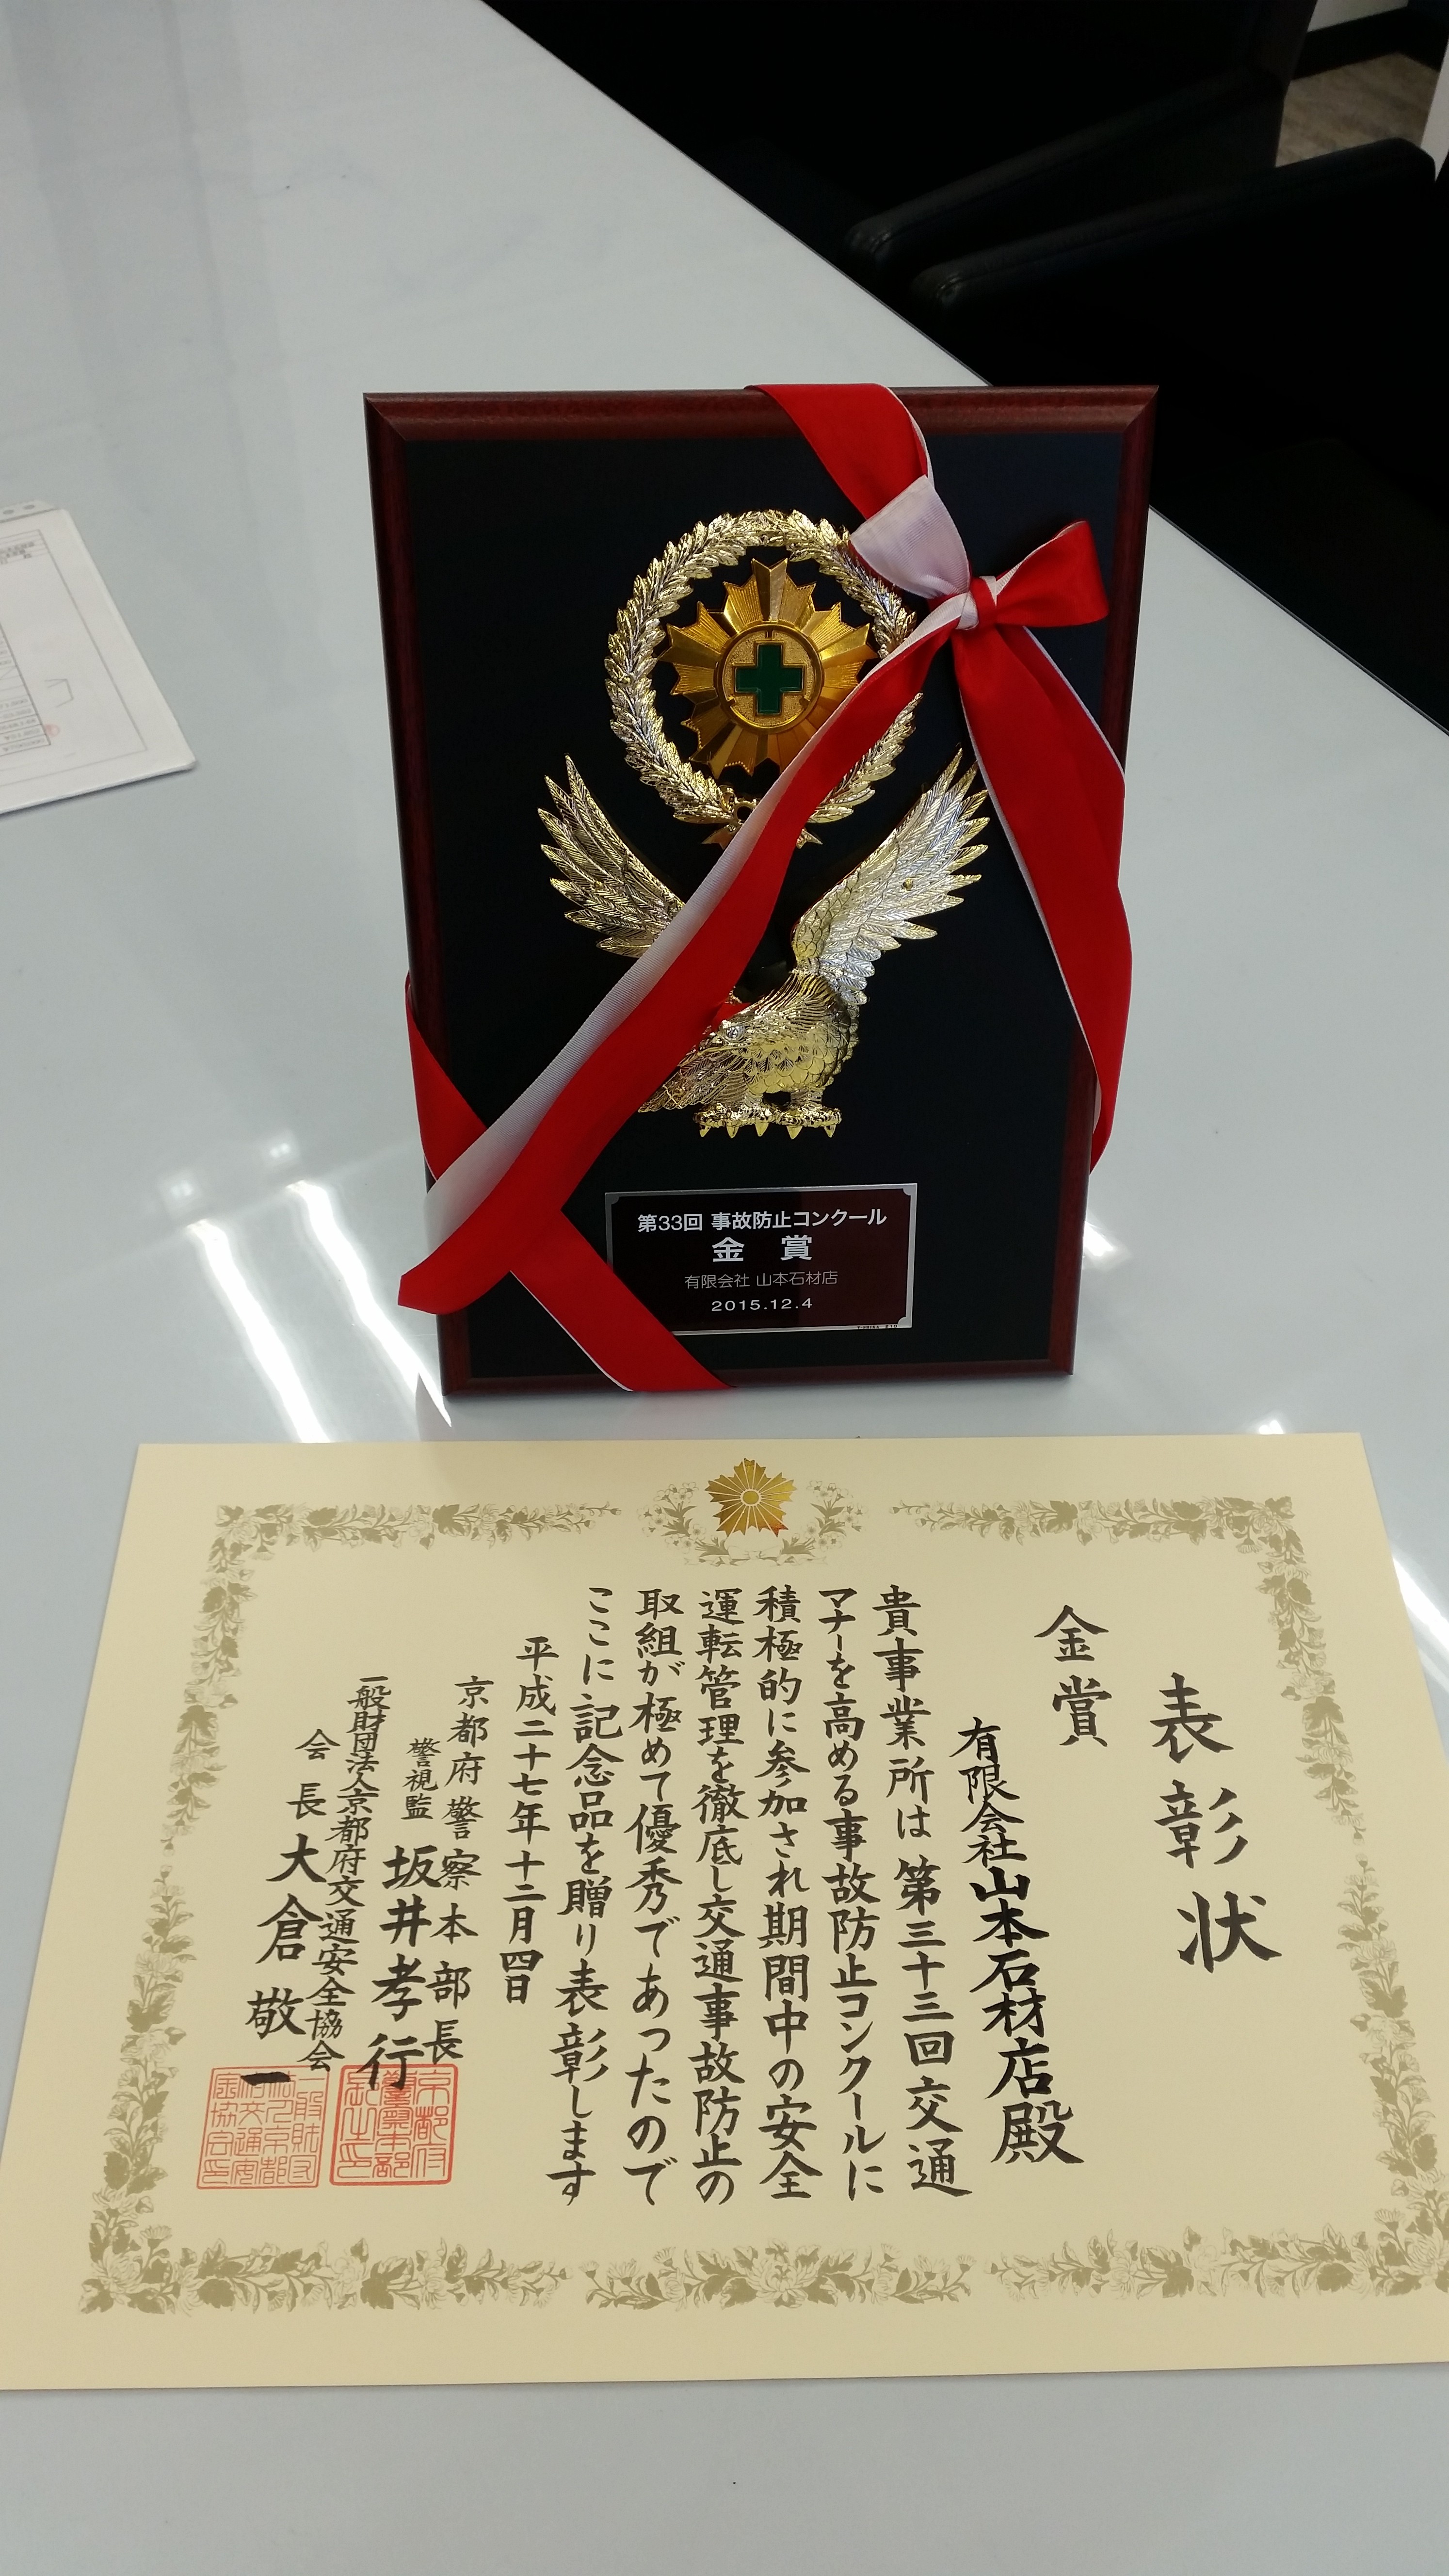 第33回 事故防止コンクール
金 賞
有限会社 山本石材店
2015.12.4
表彰状
金賞
有限会社山本石材店殿
貴事業所は第三十三回交通
マナーを高める事故防止コンクールに
積極的に参加され期間中の安全
運転管理を徹底し交通事故防止の
取組が極めて優秀であったので
ここに記念品を贈り表彰します
平成二十七年十二月四日
京都府警察本部長
警視監 坂井孝行
一般財団法人京都府交通安全協会
会長 大倉敬一